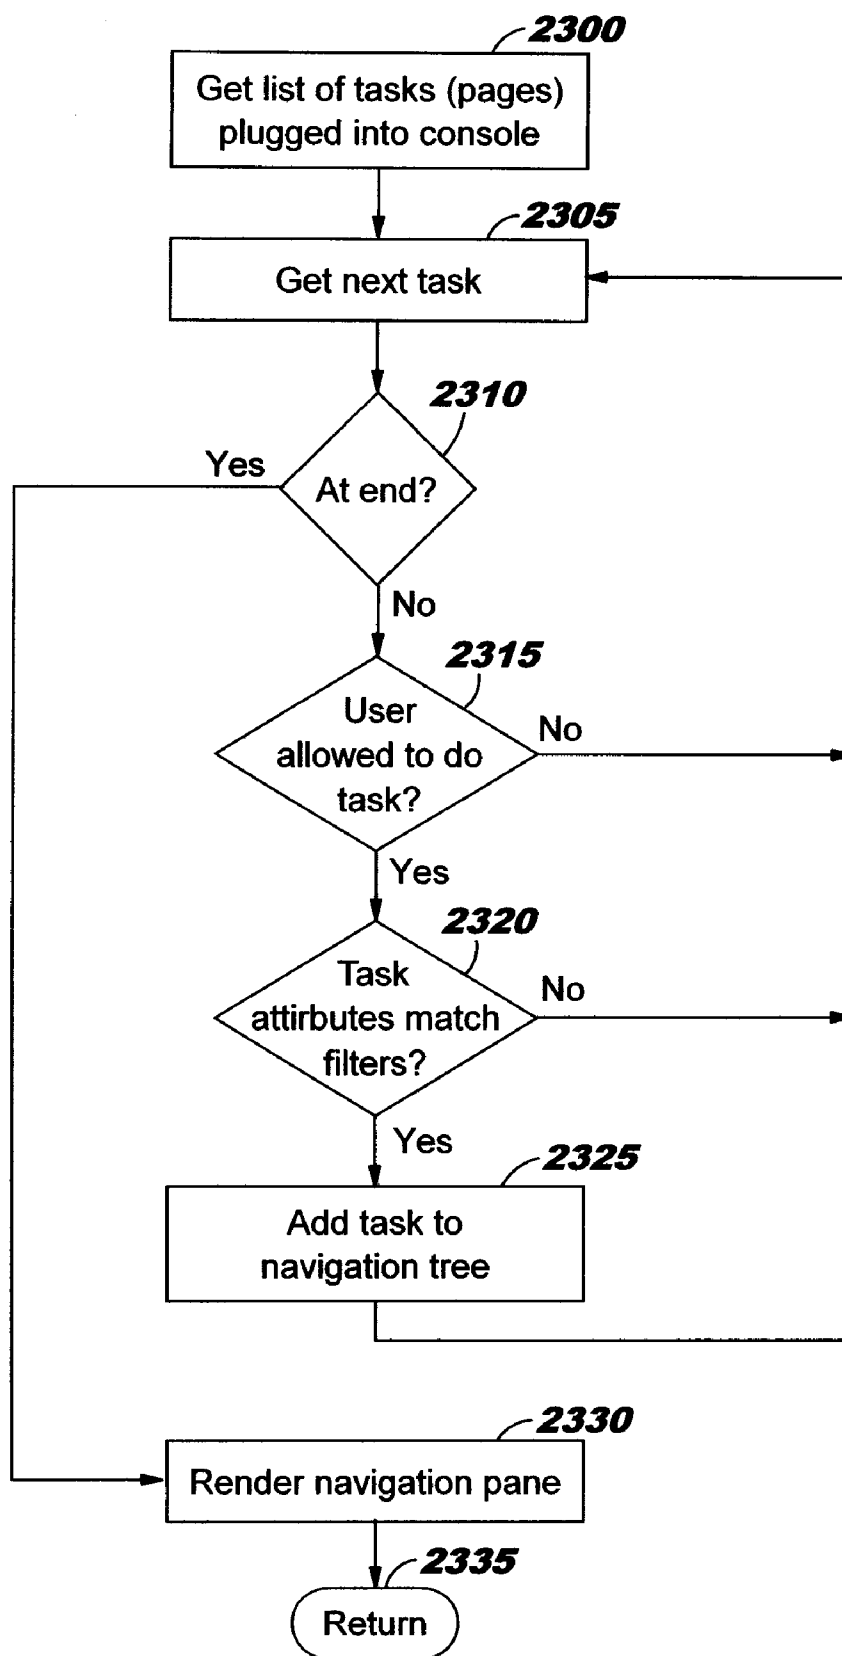 2300
Get list of tasks (pages)
plugged into console
2305
Get next task
2310
Yes
At end?
No
2315
User
allowed to do
task?
No
Yes
2320
Task
attirbutes match
filters?
No
Yes
2325
Add task to
navigation tree
2330
Render navigation pane
2335
Return